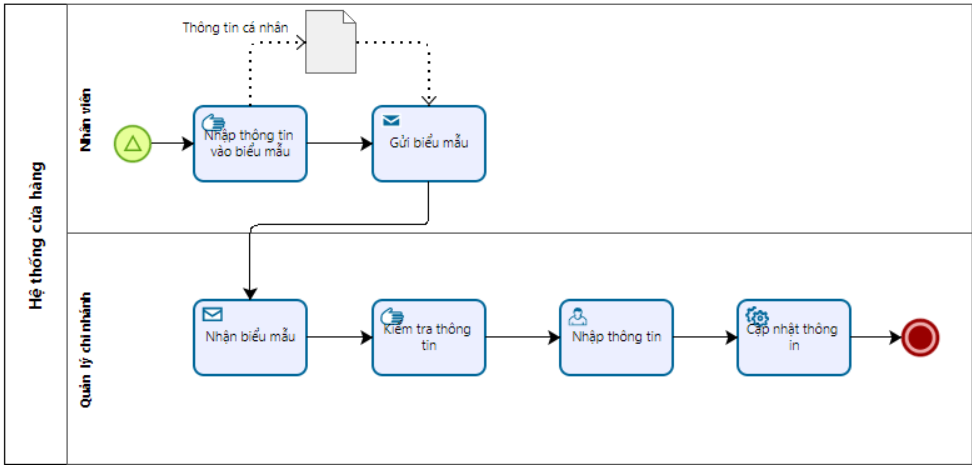 Hệ thống cửa hàng
Nhân viên
Thông tin cá nhân
Nhập thông tin
vào biểu mẫu
Gửi biểu mẫu
Quản lý chi nhánh
Nhận biểu mẫu
Kiểm tra thông
tin
Nhập thông tin
Cập nhật thông
in